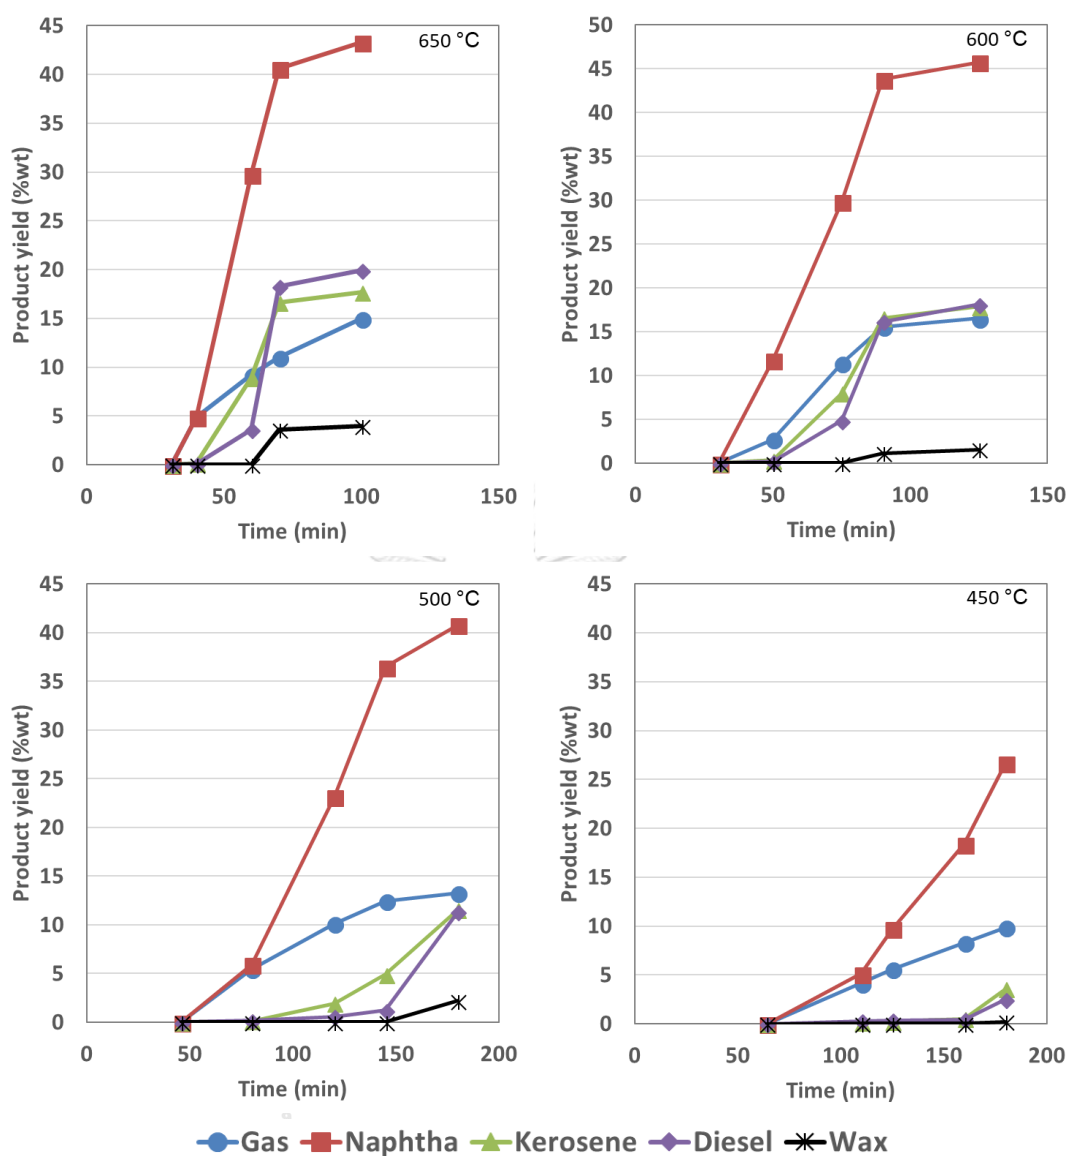 650 °C
Product yield (%wt)
45
40
35
30
25
20
15
10
5
0
0 50 100 150
Time (min)
600 °C
Product yield (%wt)
50
45
40
35
30
25
20
15
10
5
0
0 50 100 150
Time (min)
500 °C
Product yield (%wt)
45
40
35
30
25
20
15
10
5
0
0 50 100 150 200
Time (min)
450 °C
Product yield (%wt)
45
40
35
30
25
20
15
10
5
0
0 50 100 150 200
Time (min)
Gas Naphtha Kerosene Diesel Wax